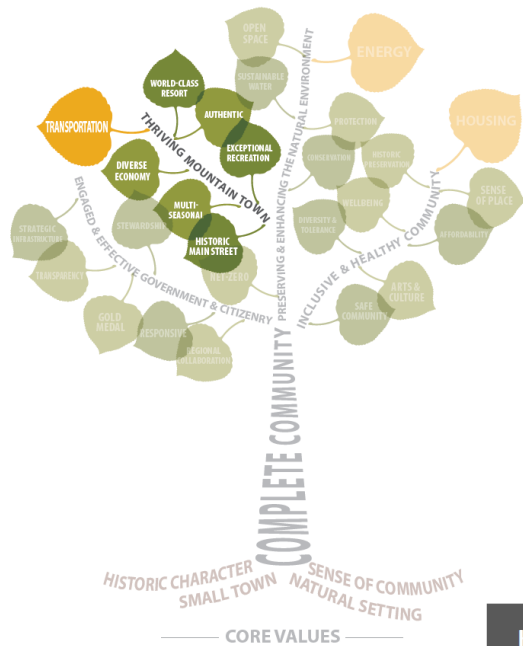 OPEN
SPACE
ENERGY
SUSTAINABLE
WATER
WORLD-CLASS
RESORT
AUTHENTIC
TRANSPORTATION
THRIVING MOUNTAIN TOWN
EXCEPTIONAL
RECREATION
DIVERSE
ECONOMY
MULTI-
SEASONAL
HISTORIC
MAIN STREET
PRESERVING & ENHANCING THE NATURAL ENVIRONMENT
PROTECTION
CONSERVATION
HOUSING
HISTORIC
PRESERVATION
SENSE
OF PLACE
WELLBEING
DIVERSITY &
TOLERANCE
AFFORDABILITY
INCLUSIVE & HEALTHY COMMUNITY
ARTS &
CULTURE
SAFE
COMMUNITY
ENGAGED & EFFECTIVE GOVERNMENT & CITIZENRY
STRATEGIC
INFRASTRUCTURE
STEWARDSHIP
TRANSPARENCY
NET-ZERO
GOLD
MEDAL
RESPONSIVE
REGIONAL
COLLABORATION
COMPLETE COMMUNITY
HISTORIC CHARACTER
SMALL TOWN
SENSE OF COMMUNITY
NATURAL SETTING
CORE VALUES